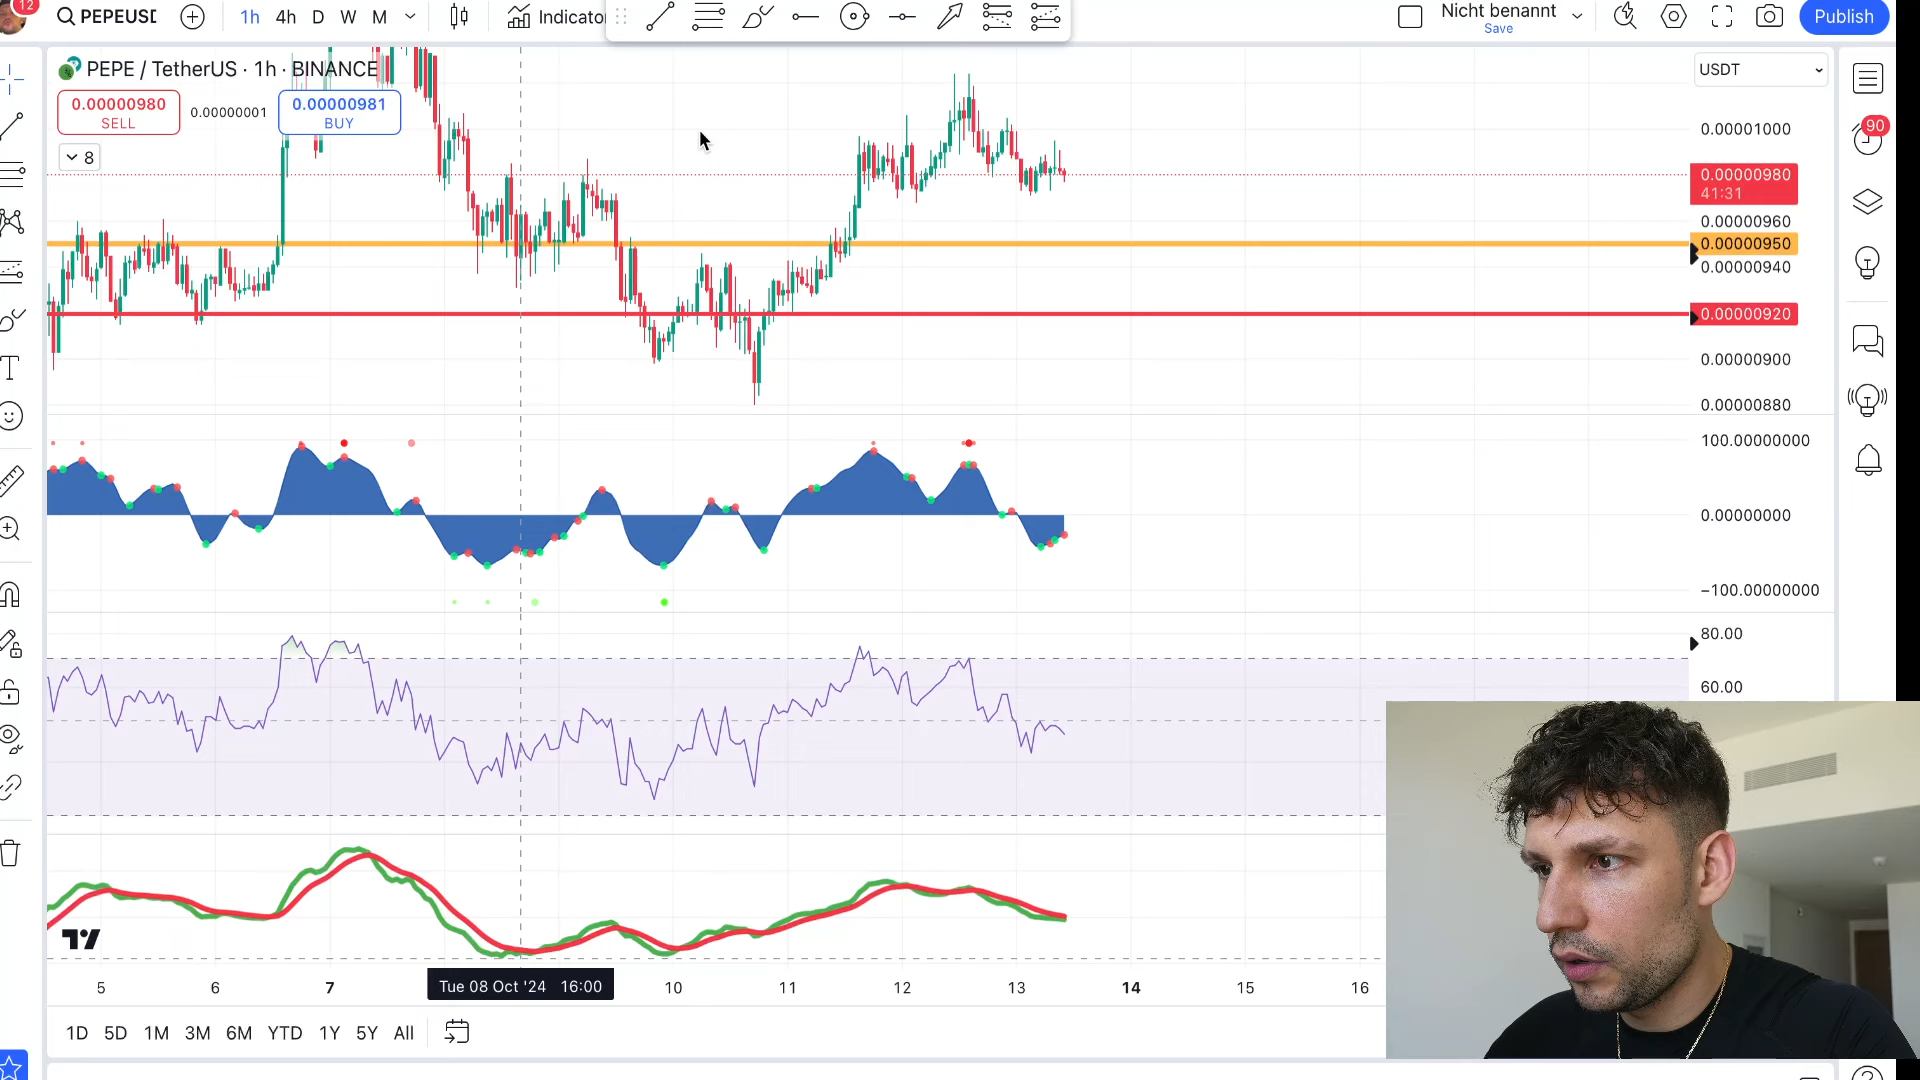 12
PEPEUSD
1h
4h
D
W
M
Indicator
Nicht benannt
Save
Publish
PEPE / TetherUS · 1h · BINANCE
USDT
0.00000980
SELL
0.00000001
0.00000981
BUY
8
0.00001000
0.00000980
41:31
0.00000960
0.00000950
0.00000940
0.00000920
0.00000900
0.00000880
90
100.00000000
0.00000000
−100.00000000
80.00
60.00
5
6
7
Tue 08 Oct '24 16:00
10
11
12
13
14
15
16
1D
5D
1M
3M
6M
YTD
1Y
5Y
All